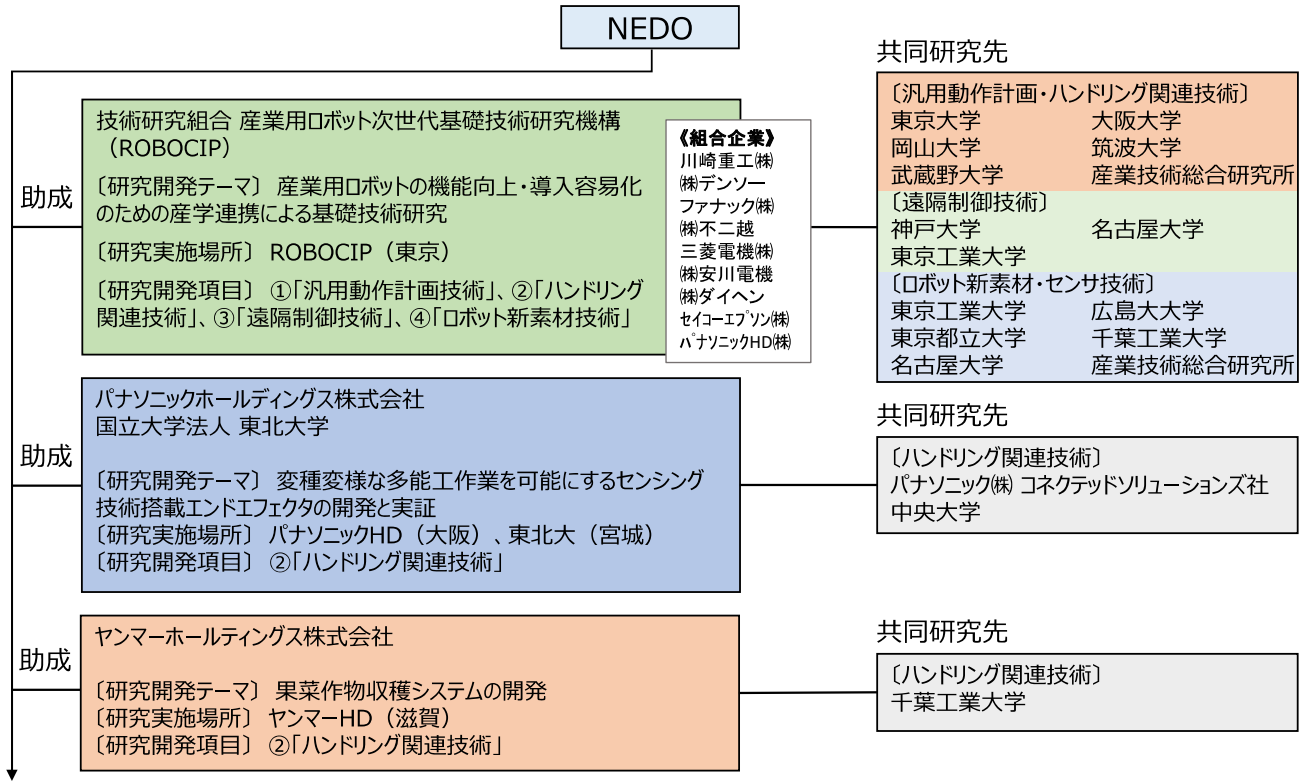 NEDO
助成
技術研究組合 産業用ロボット次世代基礎技術研究機構
（ROBOCIP）
〔研究開発テーマ〕 産業用ロボットの機能向上・導入容易化
のための産学連携による基礎技術研究
〔研究実施場所〕 ROBOCIP（東京）
〔研究開発項目〕 ①「汎用動作計画技術」、②「ハンドリング
関連技術」、③「遠隔制御技術」、④「ロボット新素材技術」
《組合企業》
川崎重工㈱
㈱デンソー
ファナック㈱
㈱不二越
三菱電機㈱
㈱安川電機
㈱ダイヘン
セイコーエプソン㈱
パナソニックHD㈱
共同研究先
〔汎用動作計画・ハンドリング関連技術〕
東京大学 大阪大学
岡山大学 筑波大学
武蔵野大学 産業技術総合研究所
〔遠隔制御技術〕
神戸大学 名古屋大学
東京工業大学
〔ロボット新素材・センサ技術〕
東京工業大学 広島大大学
東京都立大学 千葉工業大学
名古屋大学 産業技術総合研究所
助成
パナソニックホールディングス株式会社
国立大学法人 東北大学
〔研究開発テーマ〕 変種変様な多能工作業を可能にするセンシング
技術搭載エンドエフェクタの開発と実証
〔研究実施場所〕 パナソニックHD（大阪）、東北大（宮城）
〔研究開発項目〕 ②「ハンドリング関連技術」
共同研究先
〔ハンドリング関連技術〕
パナソニック㈱ コネクテッドソリューションズ社
中央大学
助成
ヤンマーホールティングス株式会社
〔研究開発テーマ〕 果菜作物収穫システムの開発
〔研究実施場所〕 ヤンマーHD（滋賀）
〔研究開発項目〕 ②「ハンドリング関連技術」
共同研究先
〔ハンドリング関連技術〕
千葉工業大学